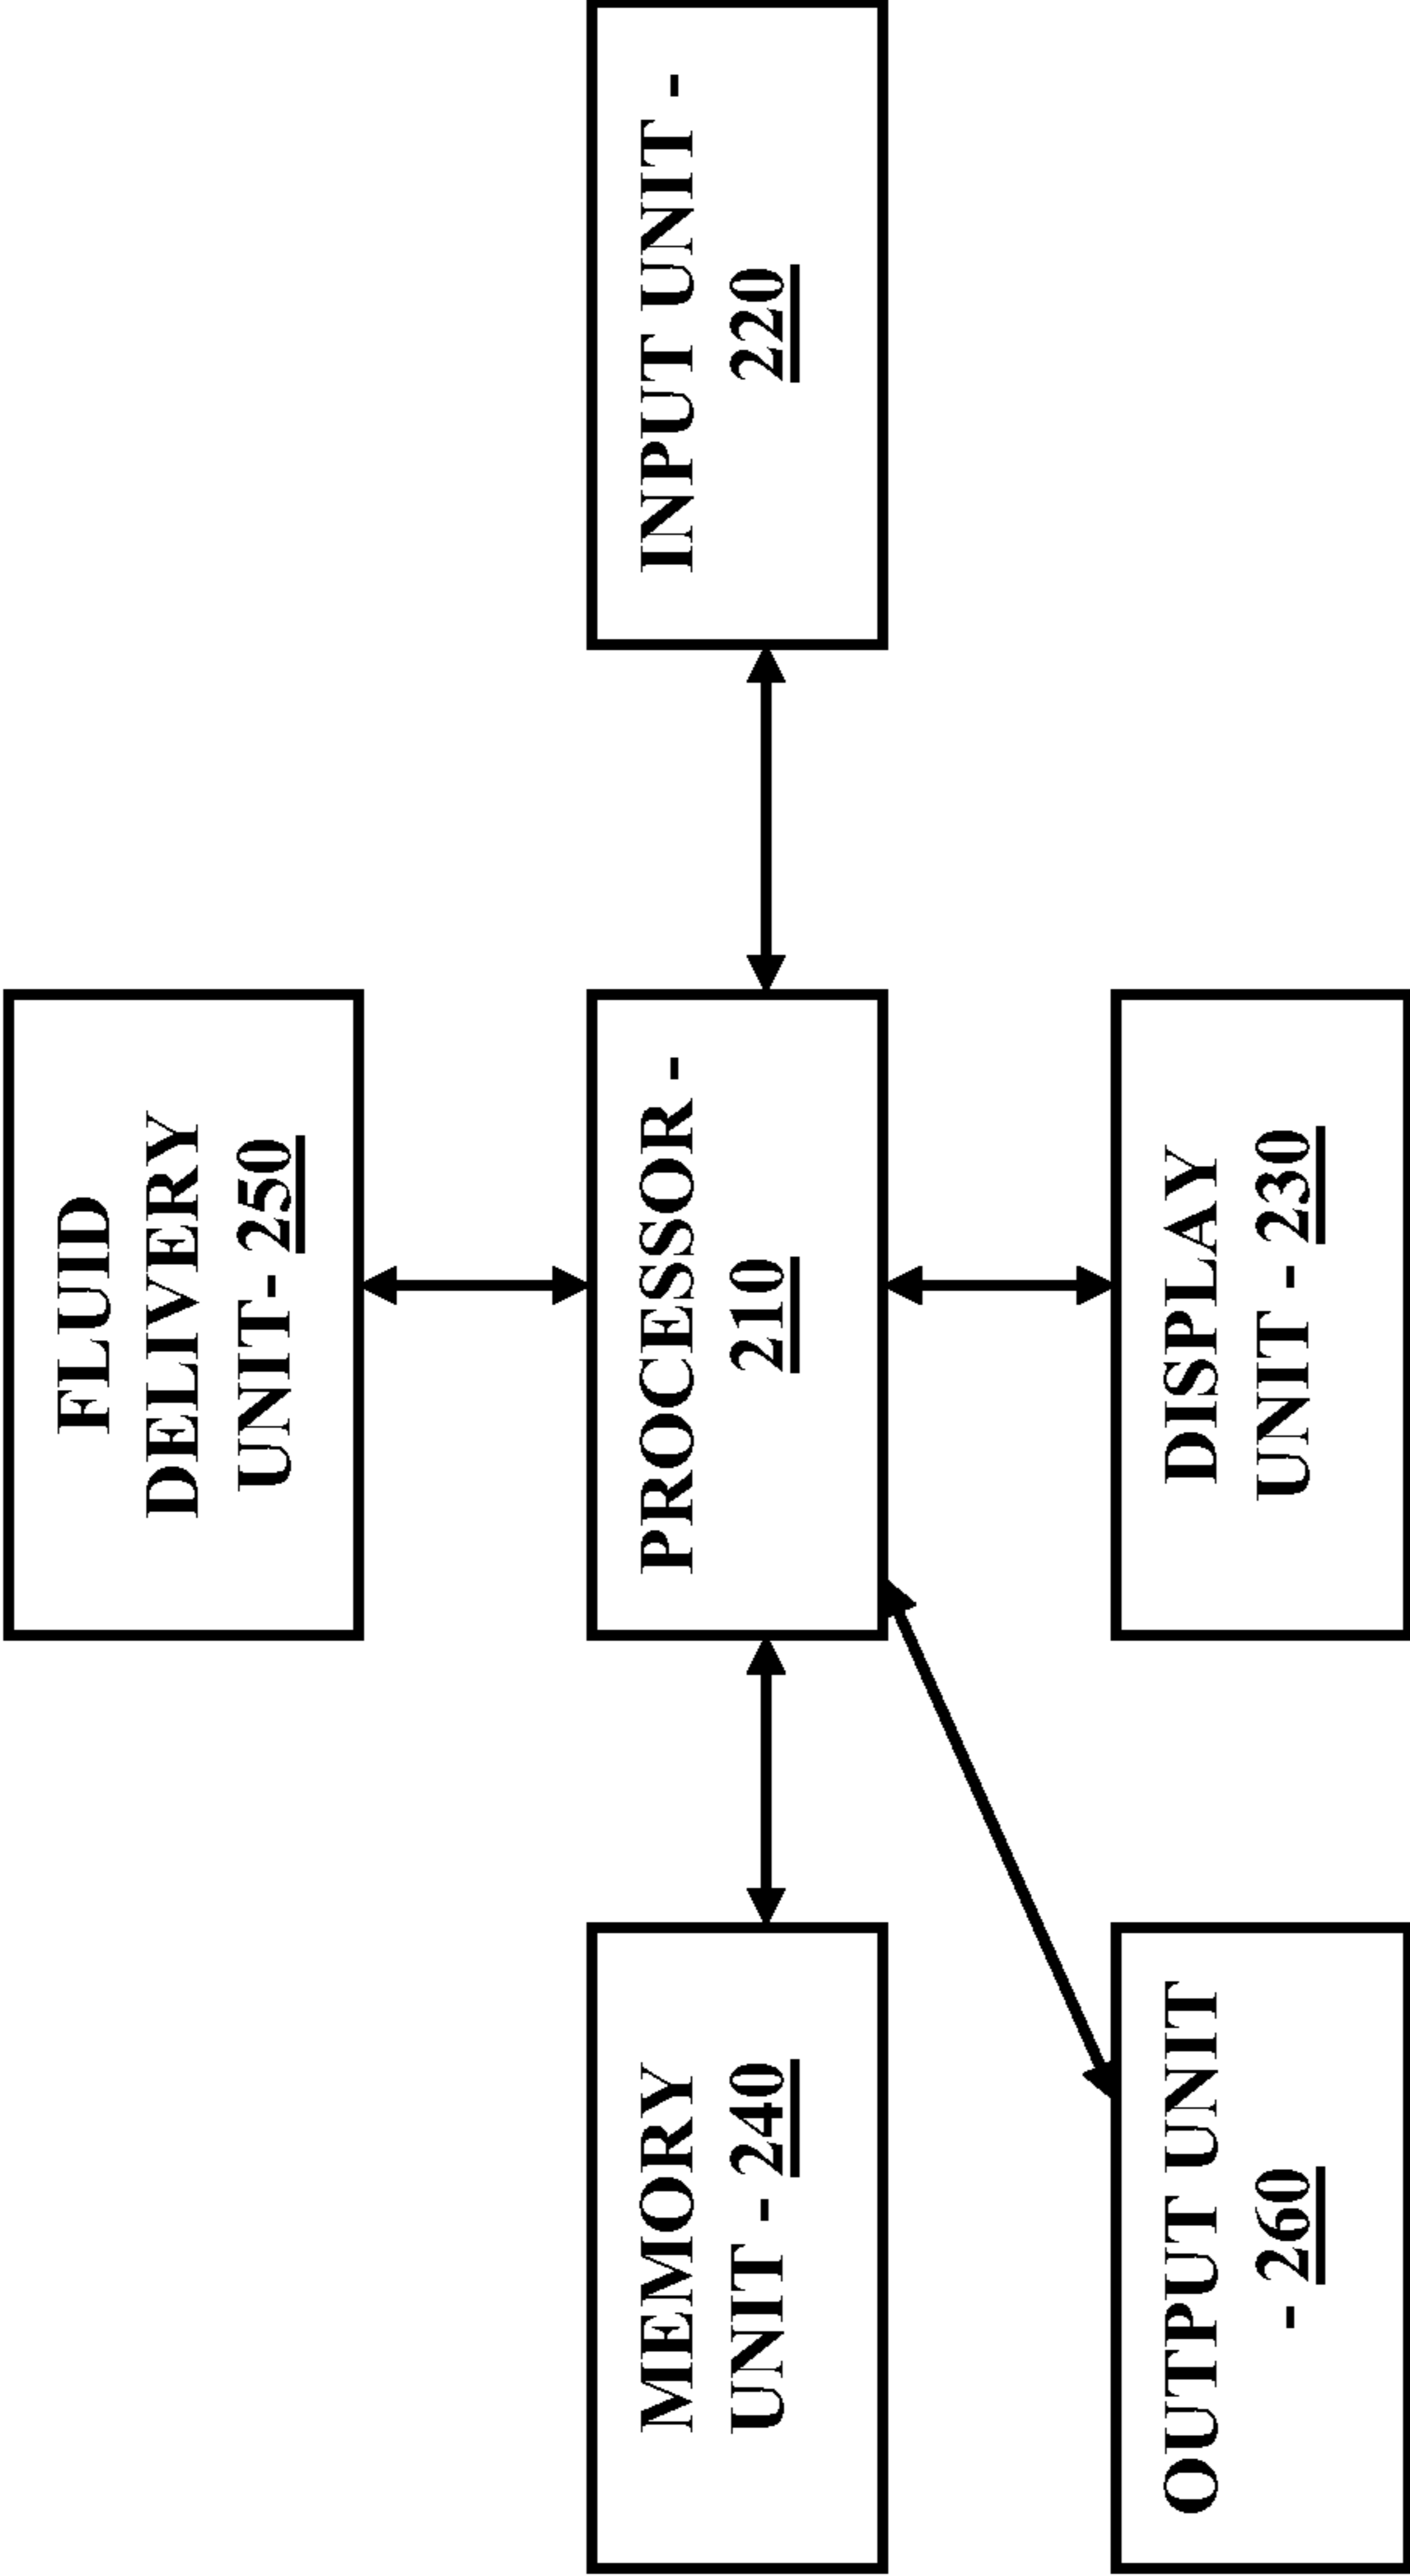 FLUID
DELIVERY
UNIT- 250
MEMORY
UNIT - 240
PROCESSOR -
210
INPUT UNIT -
220
OUTPUT UNIT
- 260
DISPLAY
UNIT - 230